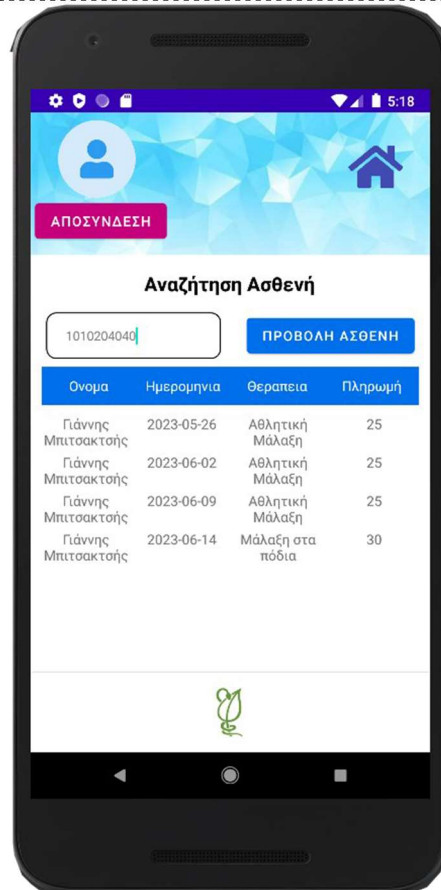 5:18
ΑΠΟΣΥΝΔΕΣΗ
Αναζήτηση Ασθενή
1010204040
ΠΡΟΒΟΛΗ ΑΣΘΕΝΗ
Ονομα Ημερομηνια Θεραπεια Πληρωμή
Γιάννης Μπιτσακτσής 2023-05-26 Αθλητική Μάλαξη 25
Γιάννης Μπιτσακτσής 2023-06-02 Αθλητική Μάλαξη 25
Γιάννης Μπιτσακτσής 2023-06-09 Αθλητική Μάλαξη 25
Γιάννης Μπιτσακτσής 2023-06-14 Μάλαξη στα πόδια 30